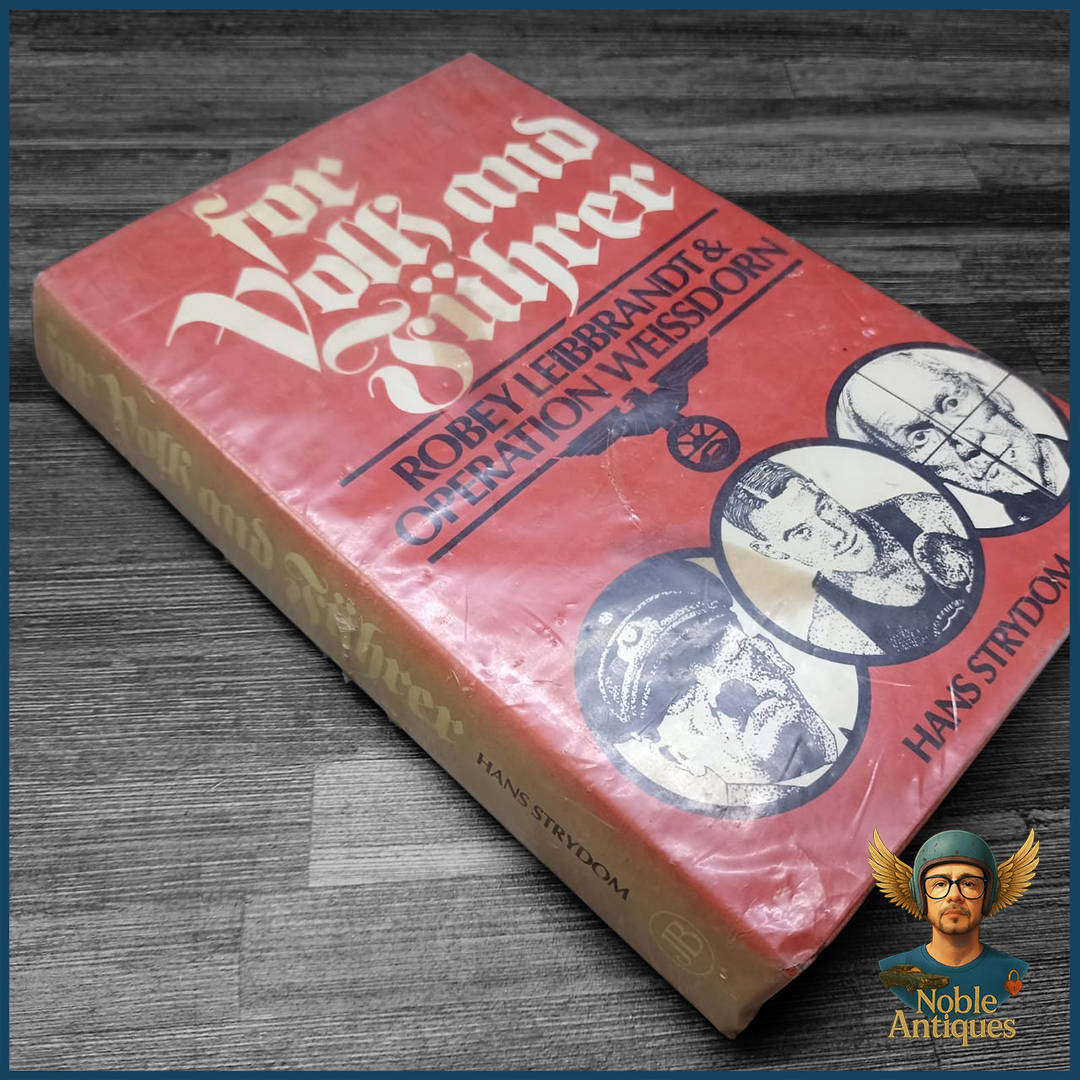 for
Volk and
Führer
ROBEY LEIBBRANDT &
OPERATION WEISSDORN
HANS STRYDOM
for Volk and Führer
HANS STRYDOM
JB
Noble
Antiques